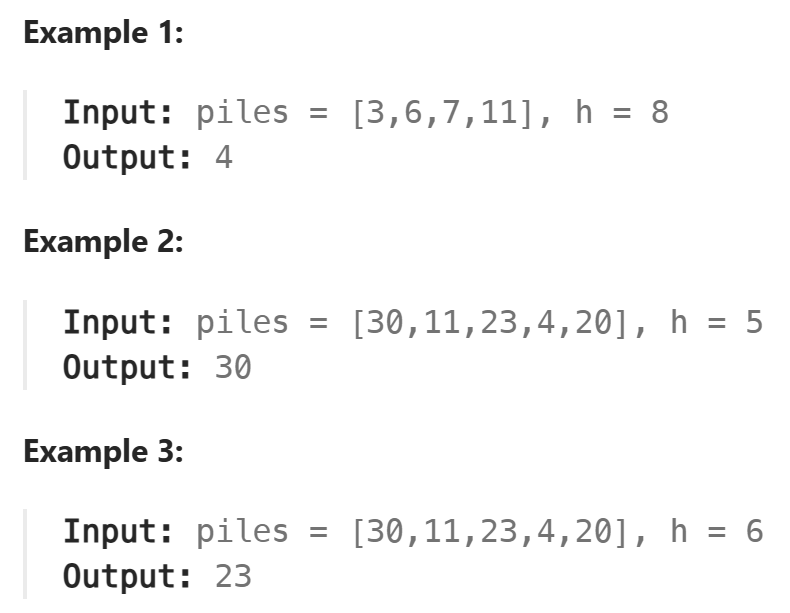 Example 1:
Input: piles = [3,6,7,11], h = 8
Output: 4
Example 2:
Input: piles = [30,11,23,4,20], h = 5
Output: 30
Example 3:
Input: piles = [30,11,23,4,20], h = 6
Output: 23